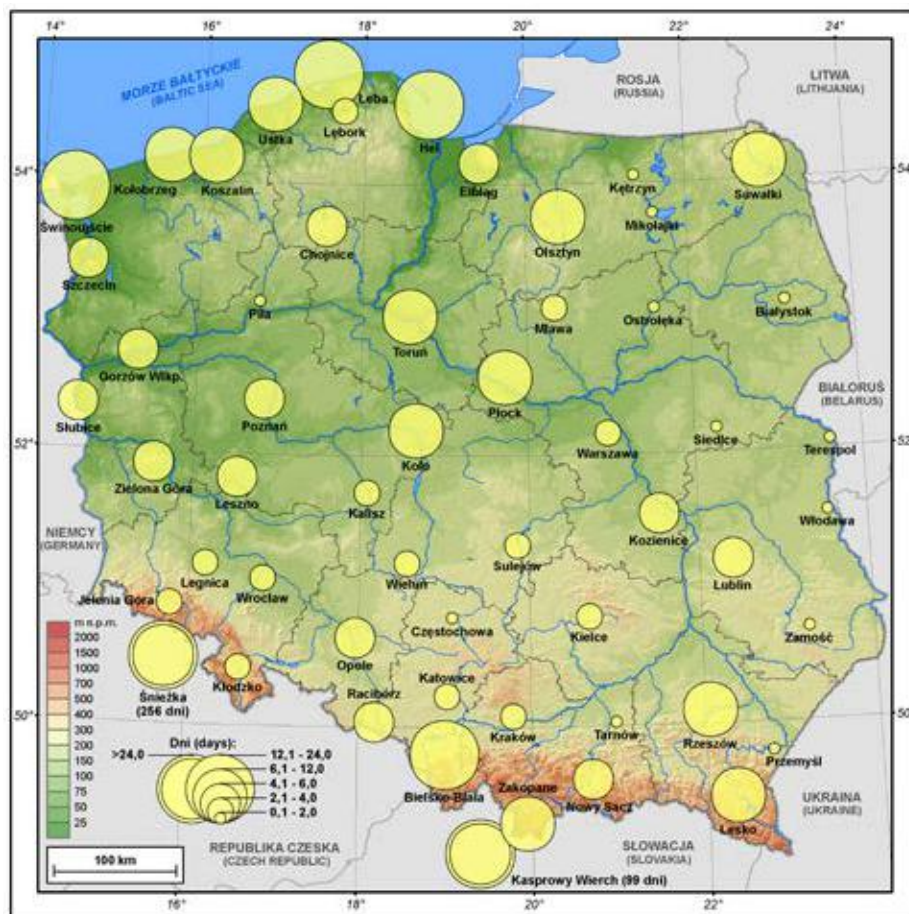 14°
16°
18°
20°
22°
24°
MORZE BAŁTYCKIE
(BALTIC SEA)
ROSJA
(RUSSIA)
LITWA
(LITHUANIA)
Łeba
Lębork
Ustka
Hel
54°
54°
Kołobrzeg
Koszalin
Elbląg
Kętrzyn
Suwałki
Świnoujście
Mikołajki
Chojnice
Olsztyn
Szczecin
Piła
Mława
Ostrołęka
Białystok
Toruń
Gorzów Wlkp.
BIAŁORUŚ
(BELARUS)
Płock
Słubice
Poznań
52°
52°
Koło
Warszawa
Siedlce
Terespol
Zielona Góra
Leszno
Kalisz
Włodawa
NIEMCY
(GERMANY)
Kozienice
Sulejów
Lublin
Legnica
Wieluń
Wrocław
Jelenia Góra
m n.p.m.
2000
1500
1000
700
500
400
300
200
150
100
75
50
25
Częstochowa
Kielce
Zamość
Opole
Kłodzko
Katowice
Śnieżka
(256 dni)
Racibórz
50°
50°
Kraków
Tarnów
Rzeszów
Przemyśl
Dni (days):
>24,0
12,1 - 24,0
6,1 - 12,0
4,1 - 6,0
2,1 - 4,0
0,1 - 2,0
Bielsko-Biała
Zakopane
Nowy Sącz
Lesko
UKRAINA
(UKRAINE)
100 km
REPUBLIKA CZESKA
(CZECH REPUBLIC)
SŁOWACJA
(SLOVAKIA)
Kasprowy Wierch (99 dni)
16°
18°
20°
22°